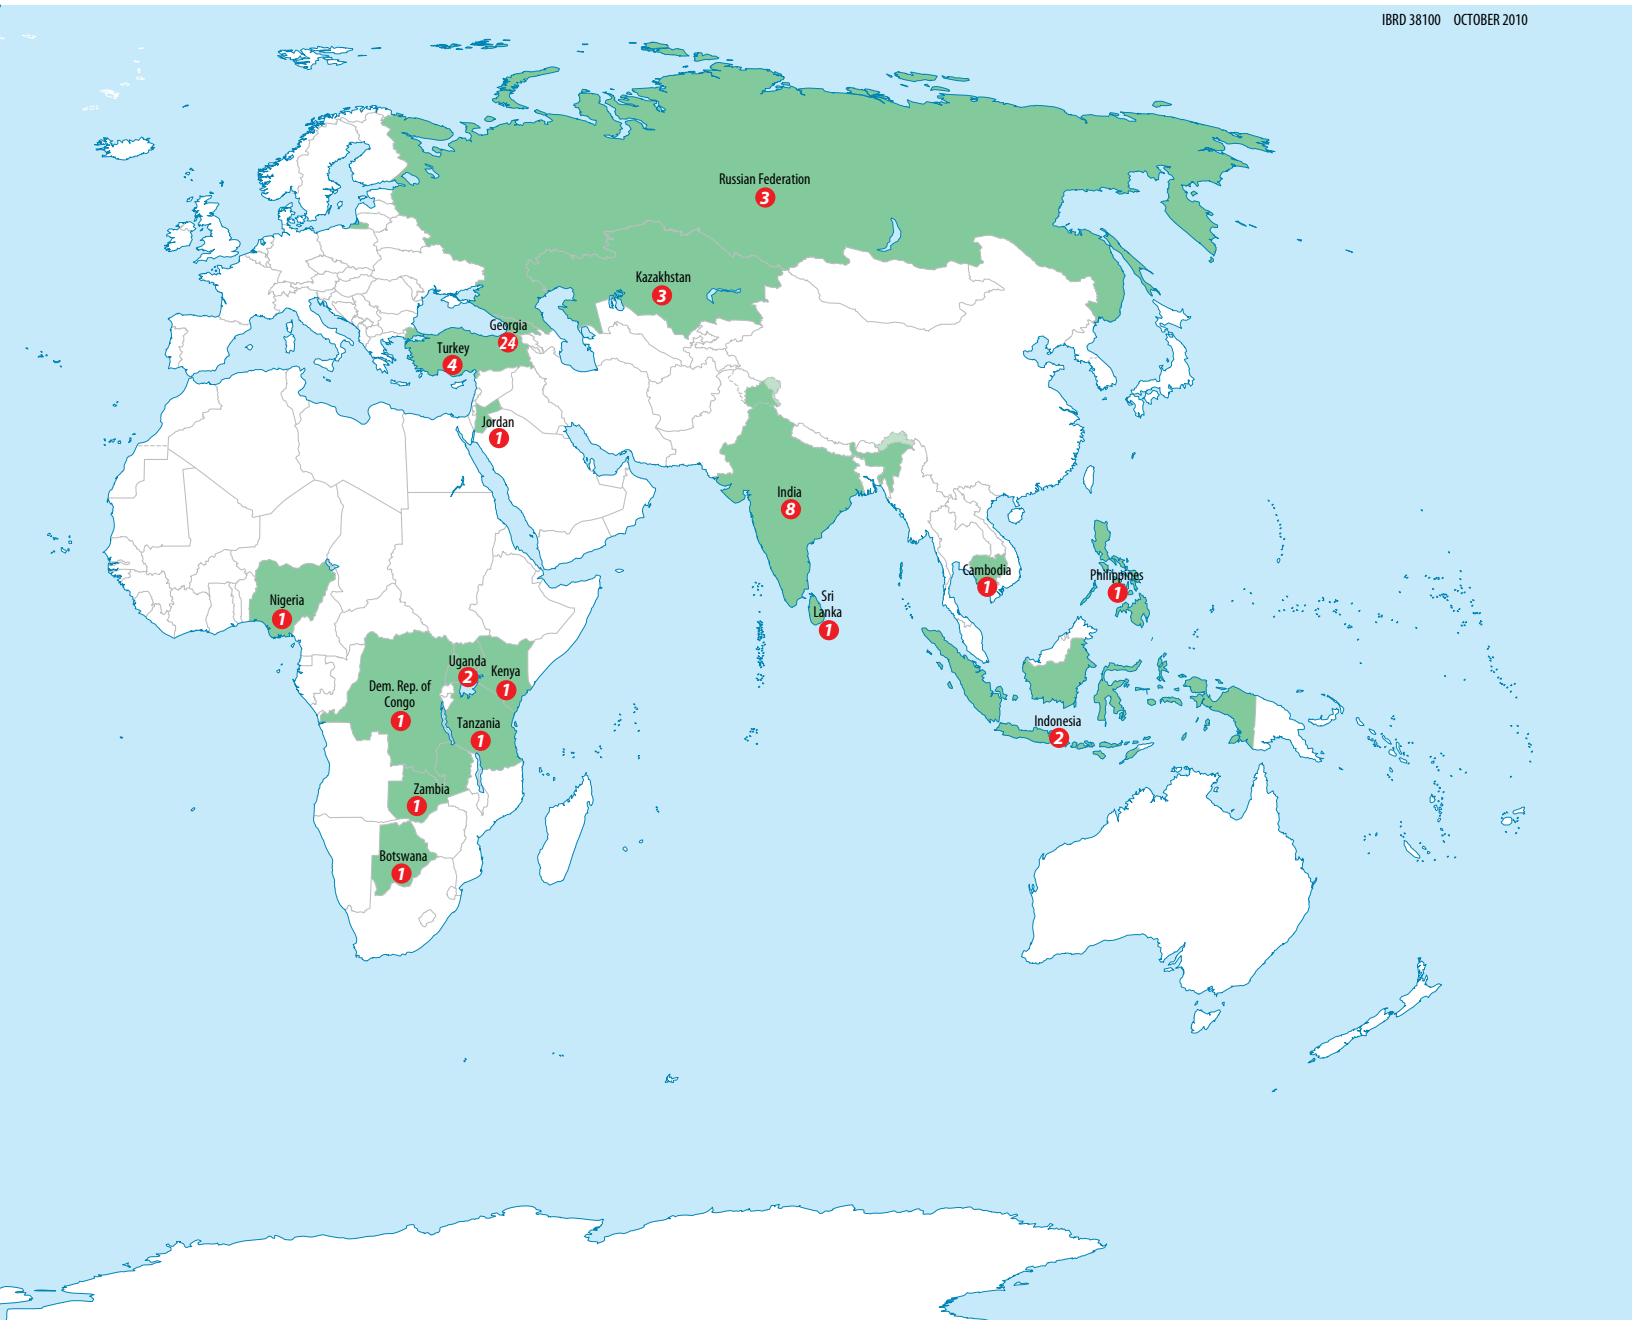 IBRD 38100 OCTOBER 2010
Russian Federation
3
Kazakhstan
3
Georgia
24
Turkey
4
Jordan
1
India
8
Cambodia
1
Philippines
1
Sri
Lanka
1
Nigeria
1
Uganda
2
Kenya
1
Dem. Rep. of
Congo
1
Tanzania
1
Indonesia
2
Zambia
1
Botswana
1